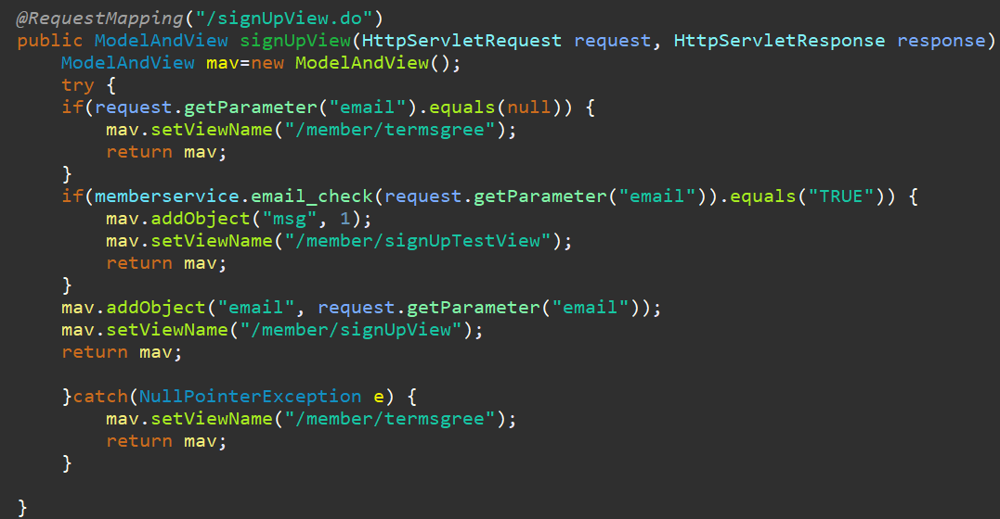 @RequestMapping("/signUpView.do")
public ModelAndView signUpView(HttpServletRequest request, HttpServletResponse response)
    ModelAndView mav=new ModelAndView();
    try {
    if(request.getParameter("email").equals(null)) {
        mav.setViewName("/member/termsgree");
        return mav;
    }
    if(memberservice.email_check(request.getParameter("email")).equals("TRUE")) {
        mav.addObject("msg", 1);
        mav.setViewName("/member/signUpTestView");
        return mav;
    }
    mav.addObject("email", request.getParameter("email"));
    mav.setViewName("/member/signUpView");
    return mav;

    }catch(NullPointerException e) {
        mav.setViewName("/member/termsgree");
        return mav;
    }

}